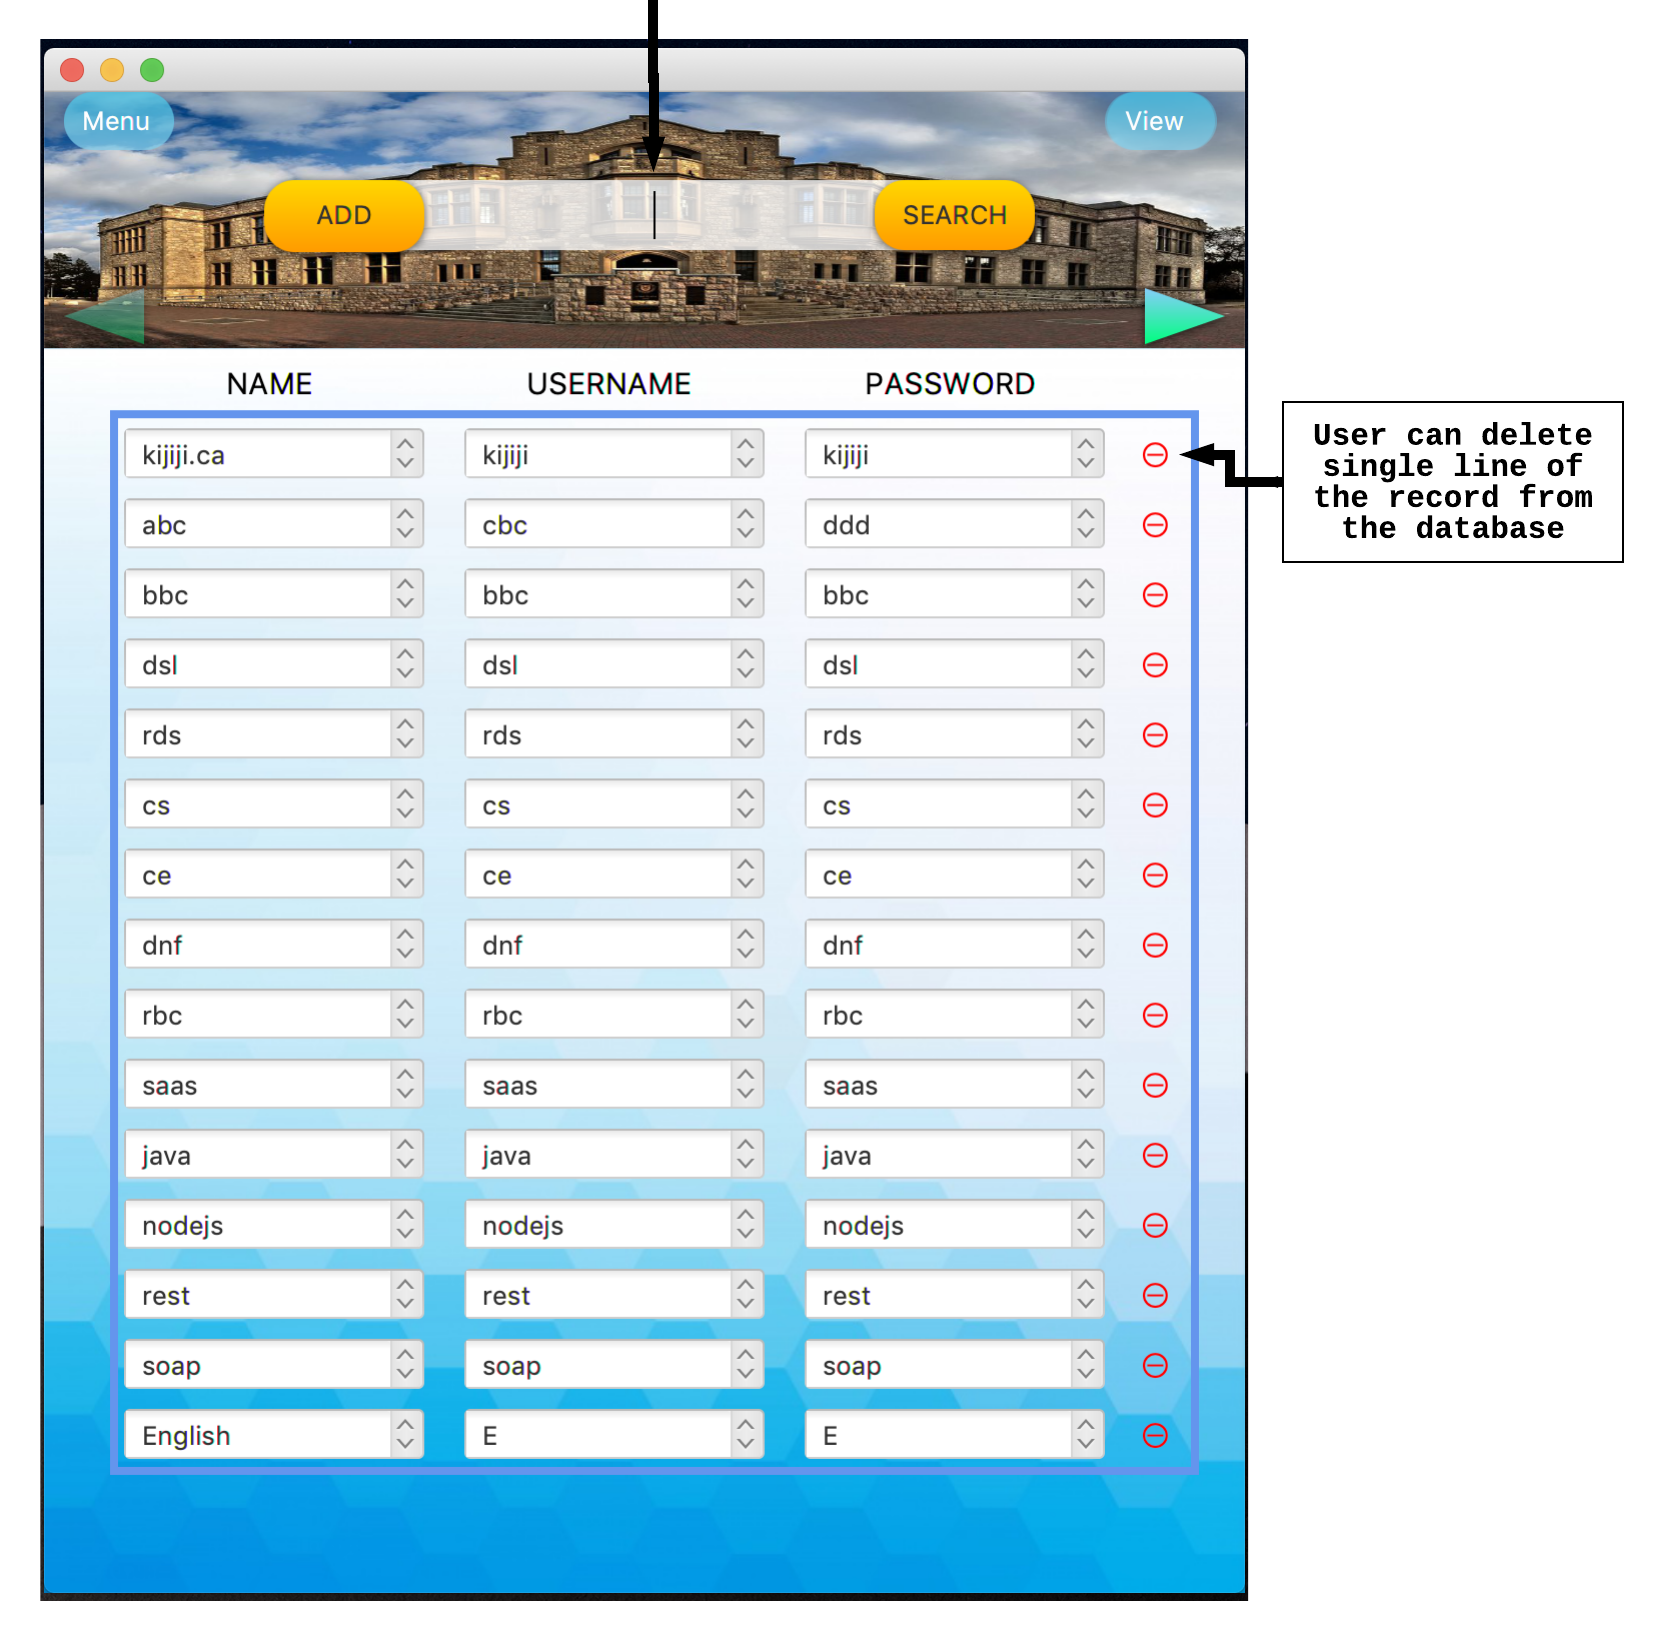 Menu
View
ADD
SEARCH
NAME USERNAME PASSWORD
kijiji.ca kijiji kijiji
User can delete
single line of
the record from
the database
abc cbc ddd
bbc bbc bbc
dsl dsl dsl
rds rds rds
cs cs cs
ce ce ce
dnf dnf dnf
rbc rbc rbc
saas saas saas
java java java
nodejs nodejs nodejs
rest rest rest
soap soap soap
English E E